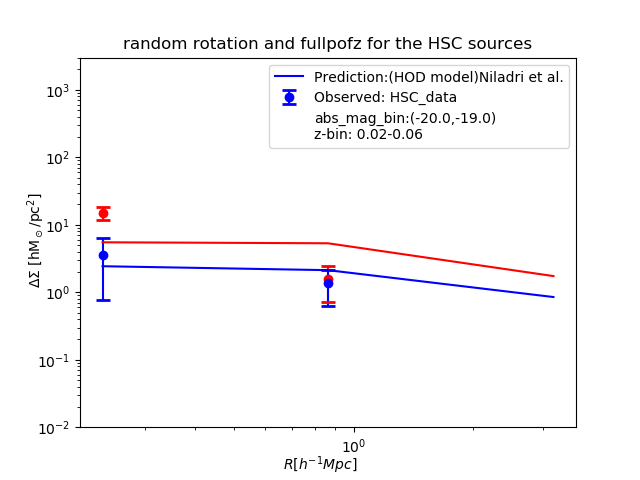 random rotation and fullpofz for the HSC sources
Prediction:(HOD model)Niladri et al.
Observed: HSC_data
abs_mag_bin:(-20.0,-19.0)
z-bin: 0.02-0.06
ΔΣ [hM⊙/pc²]
10³
10²
10¹
10⁰
10⁻¹
10⁻²
10⁰
R[h⁻¹Mpc]